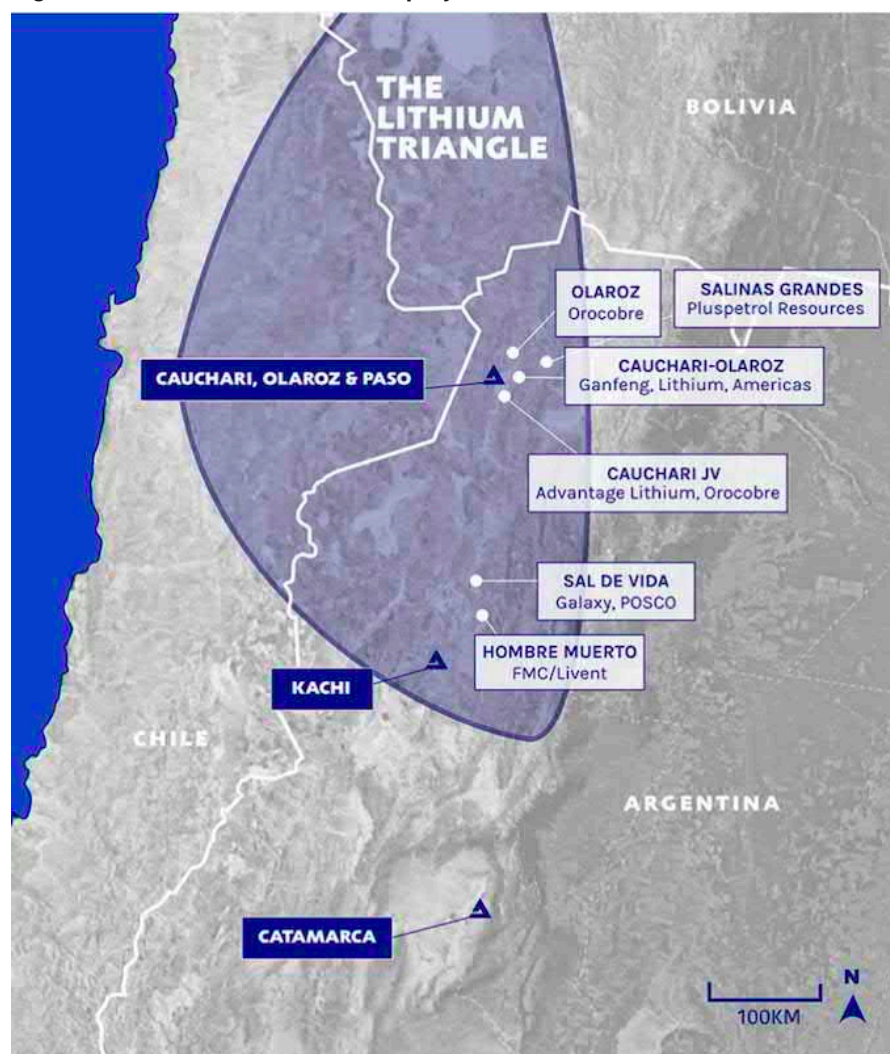 THE
LITHIUM
TRIANGLE
BOLIVIA
OLAROZ
Orocobre
SALINAS GRANDES
Pluspetrol Resources
CAUCHARI, OLAROZ & PASO
CAUCHARI-OLAROZ
Ganfeng, Lithium, Americas
CAUCHARI JV
Advantage Lithium, Orocobre
SAL DE VIDA
Galaxy, POSCO
HOMBRE MUERTO
FMC/Livent
KACHI
CHILE
ARGENTINA
CATAMARCA
N
100KM